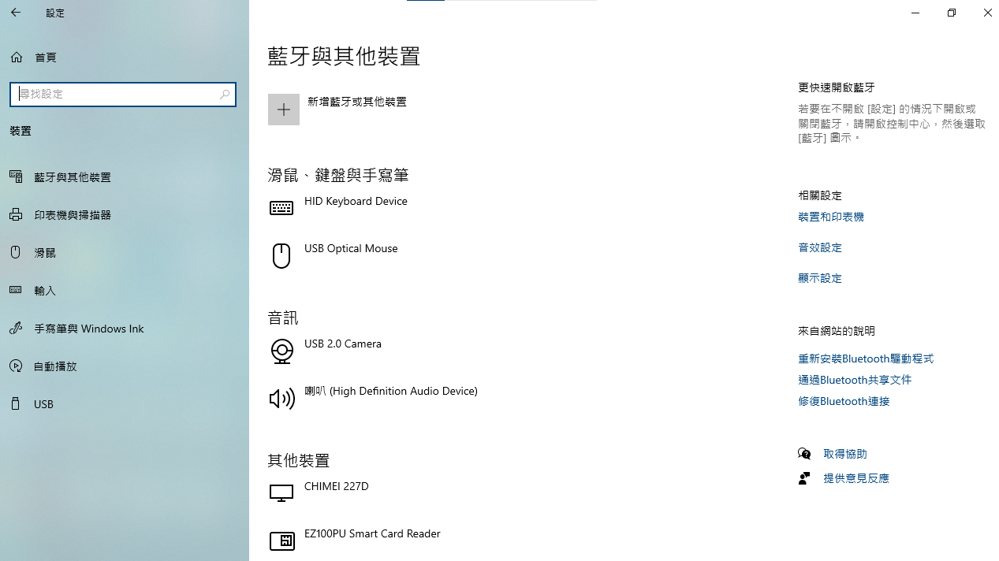 設定
首頁
尋找設定
裝置
藍牙與其他裝置
印表機與掃描器
滑鼠
輸入
手寫筆與 Windows Ink
自動播放
USB
藍牙與其他裝置
新增藍牙或其他裝置
滑鼠、鍵盤與手寫筆
HID Keyboard Device
USB Optical Mouse
音訊
USB 2.0 Camera
喇叭 (High Definition Audio Device)
其他裝置
CHIMEI 227D
EZ100PU Smart Card Reader
更快速開啟藍牙
若要在不開啟 [設定] 的情況下開啟或
關閉藍牙，請開啟控制中心，然後選取
[藍牙] 圖示。
相關設定
裝置和印表機
音效設定
顯示設定
來自網站的說明
重新安裝Bluetooth驅動程式
通過Bluetooth共享文件
修復Bluetooth連接
取得協助
提供意見反應